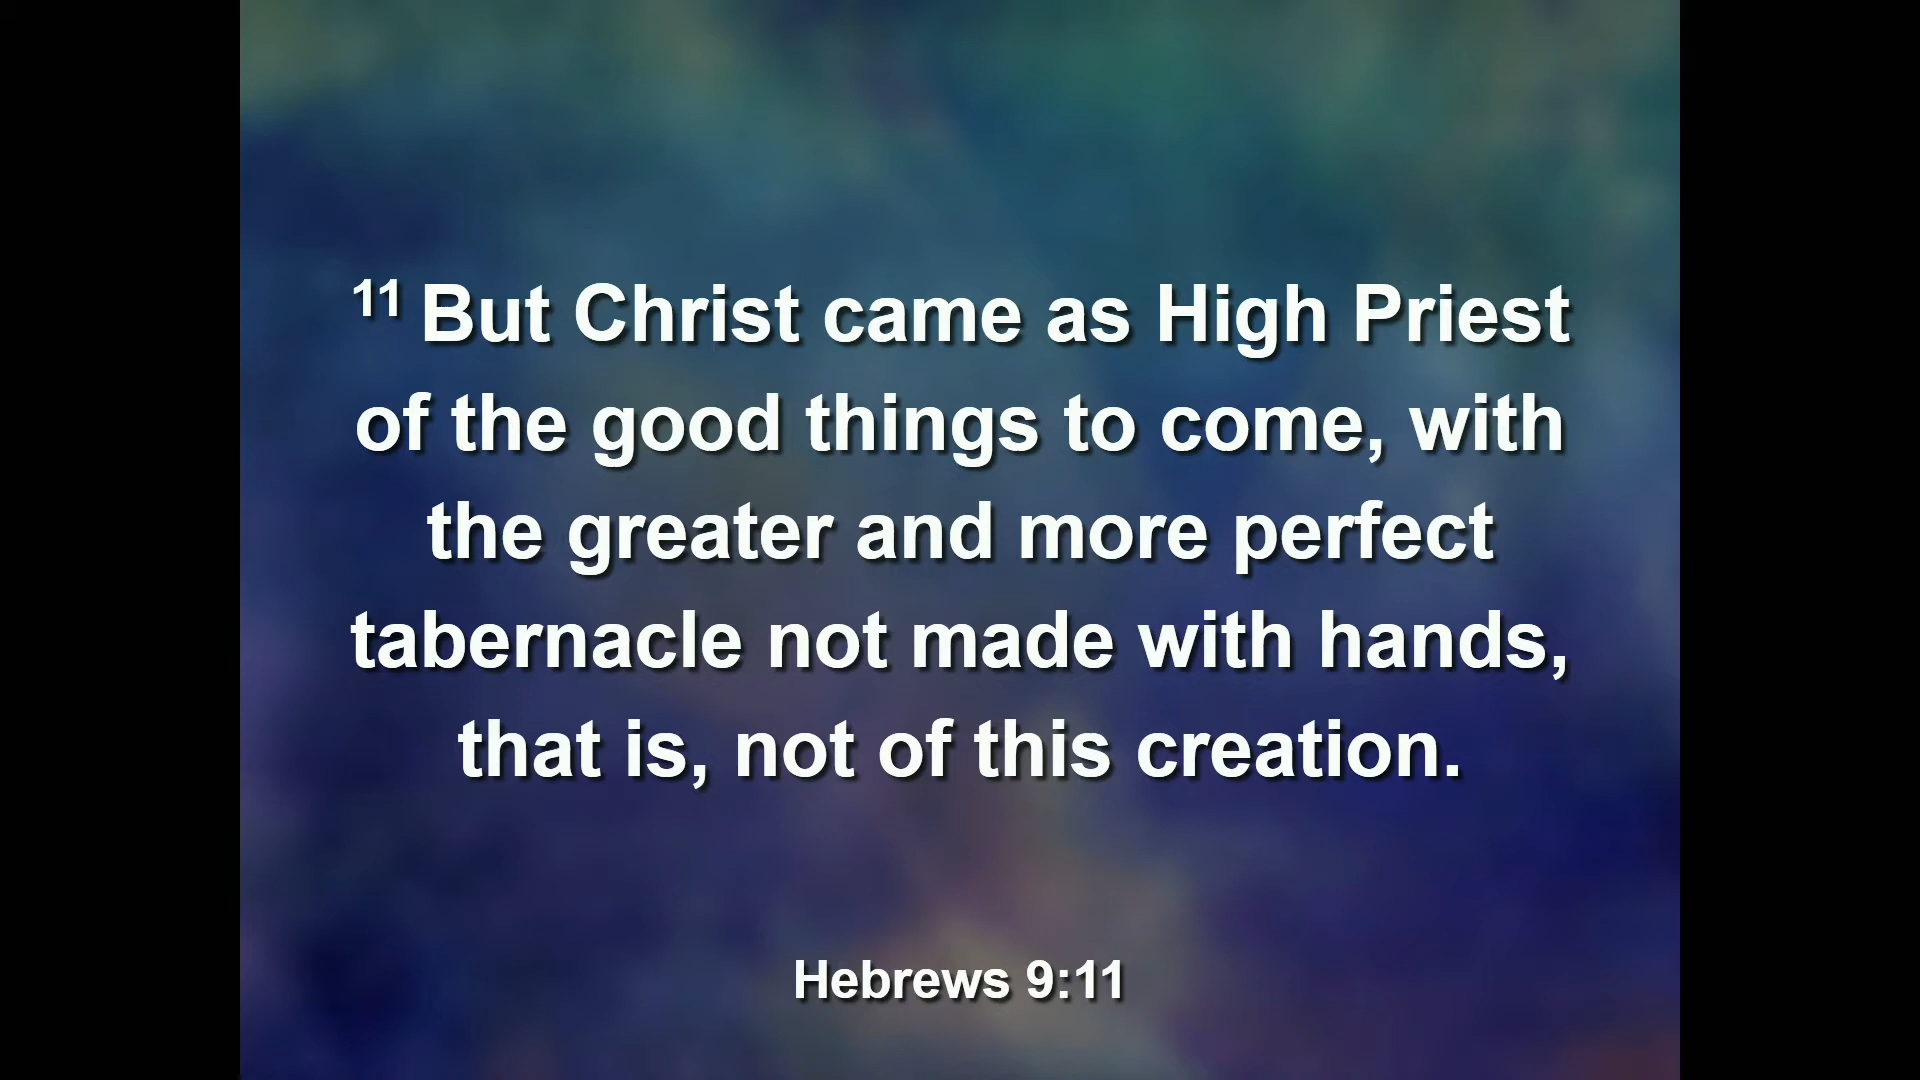 11 But Christ came as High Priest
of the good things to come, with
the greater and more perfect
tabernacle not made with hands,
that is, not of this creation.
Hebrews 9:11